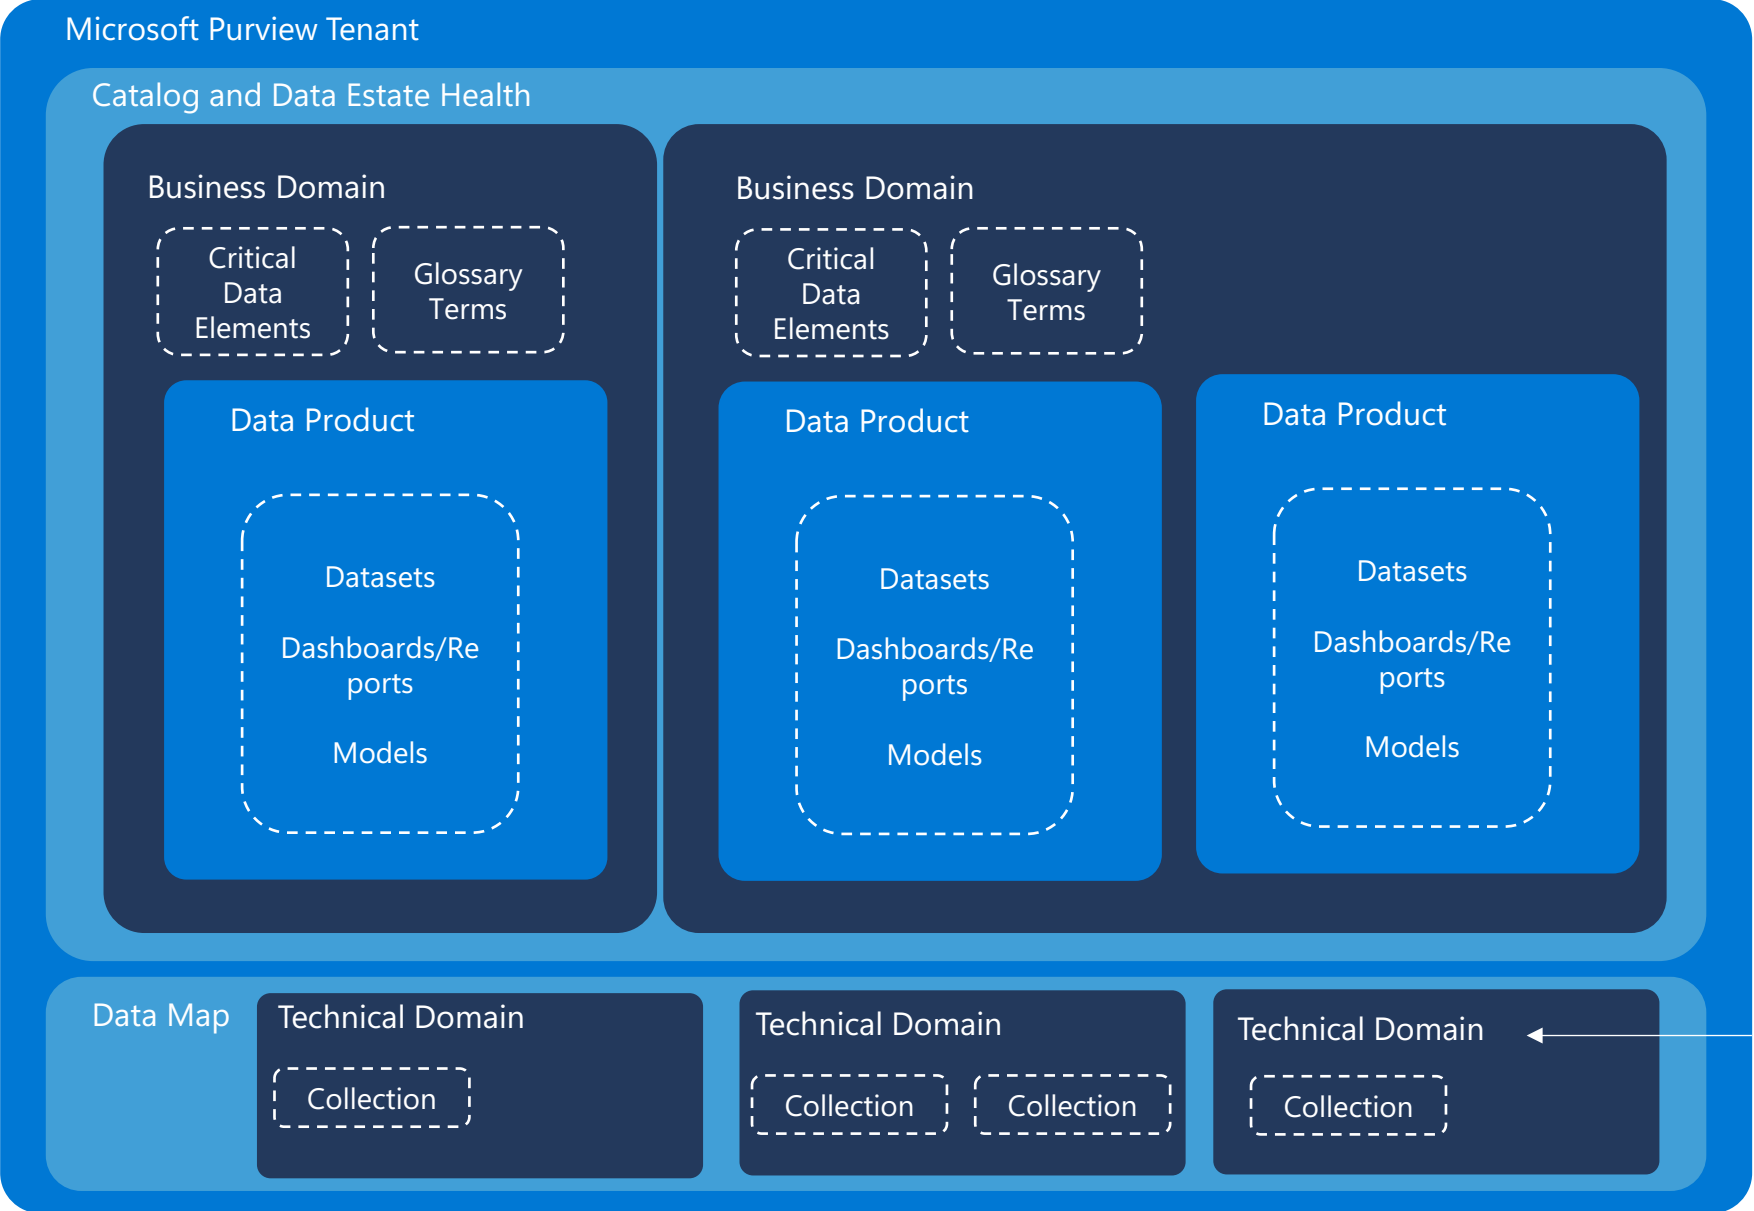 Microsoft Purview Tenant
Catalog and Data Estate Health
Business Domain
Critical
Data
Elements
Glossary
Terms
Data Product
Datasets
Dashboards/Re
ports
Models
Business Domain
Critical
Data
Elements
Glossary
Terms
Data Product
Datasets
Dashboards/Re
ports
Models
Data Product
Datasets
Dashboards/Re
ports
Models
Data Map
Technical Domain
Collection
Technical Domain
Collection
Collection
Technical Domain
Collection